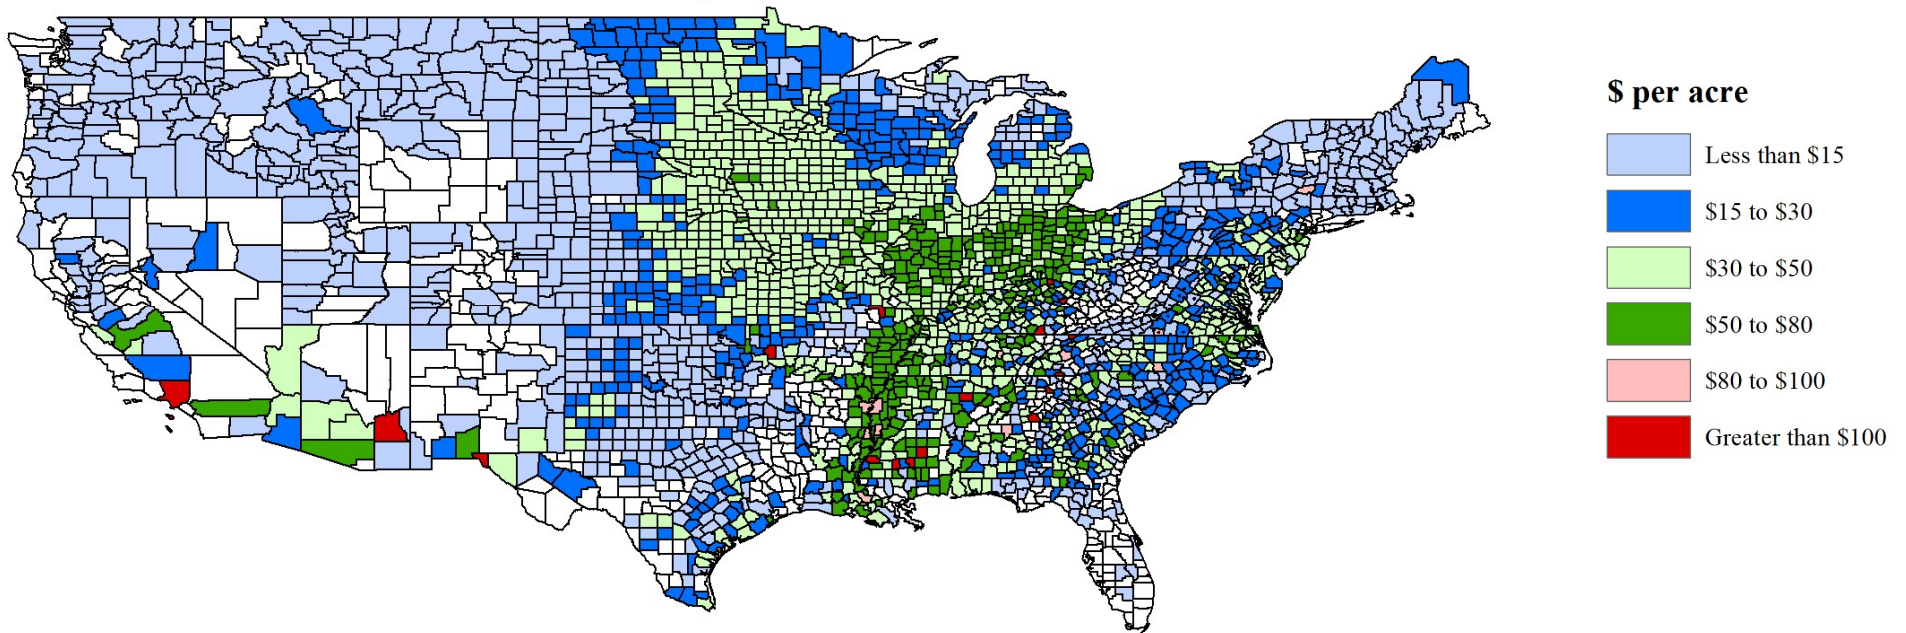 $ per acre
Less than $15
$15 to $30
$30 to $50
$50 to $80
$80 to $100
Greater than $100